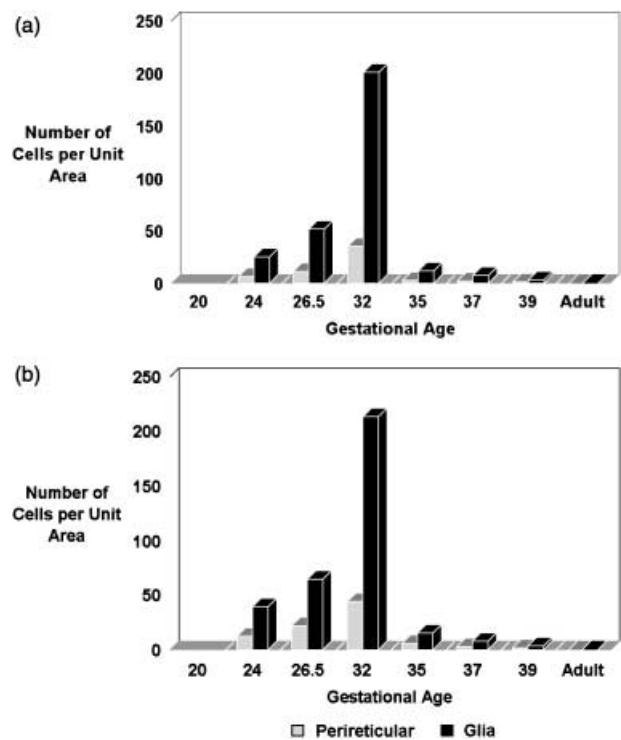 (a)
250
200
Number of
150
Cells per Unit
Area
100
50
0
20 24 26.5 32 35 37 39 Adult
Gestational Age
(b)
250
200
Number of
150
Cells per Unit
Area
100
50
0
20 24 26.5 32 35 37 39 Adult
Gestational Age
Perireticular Glia